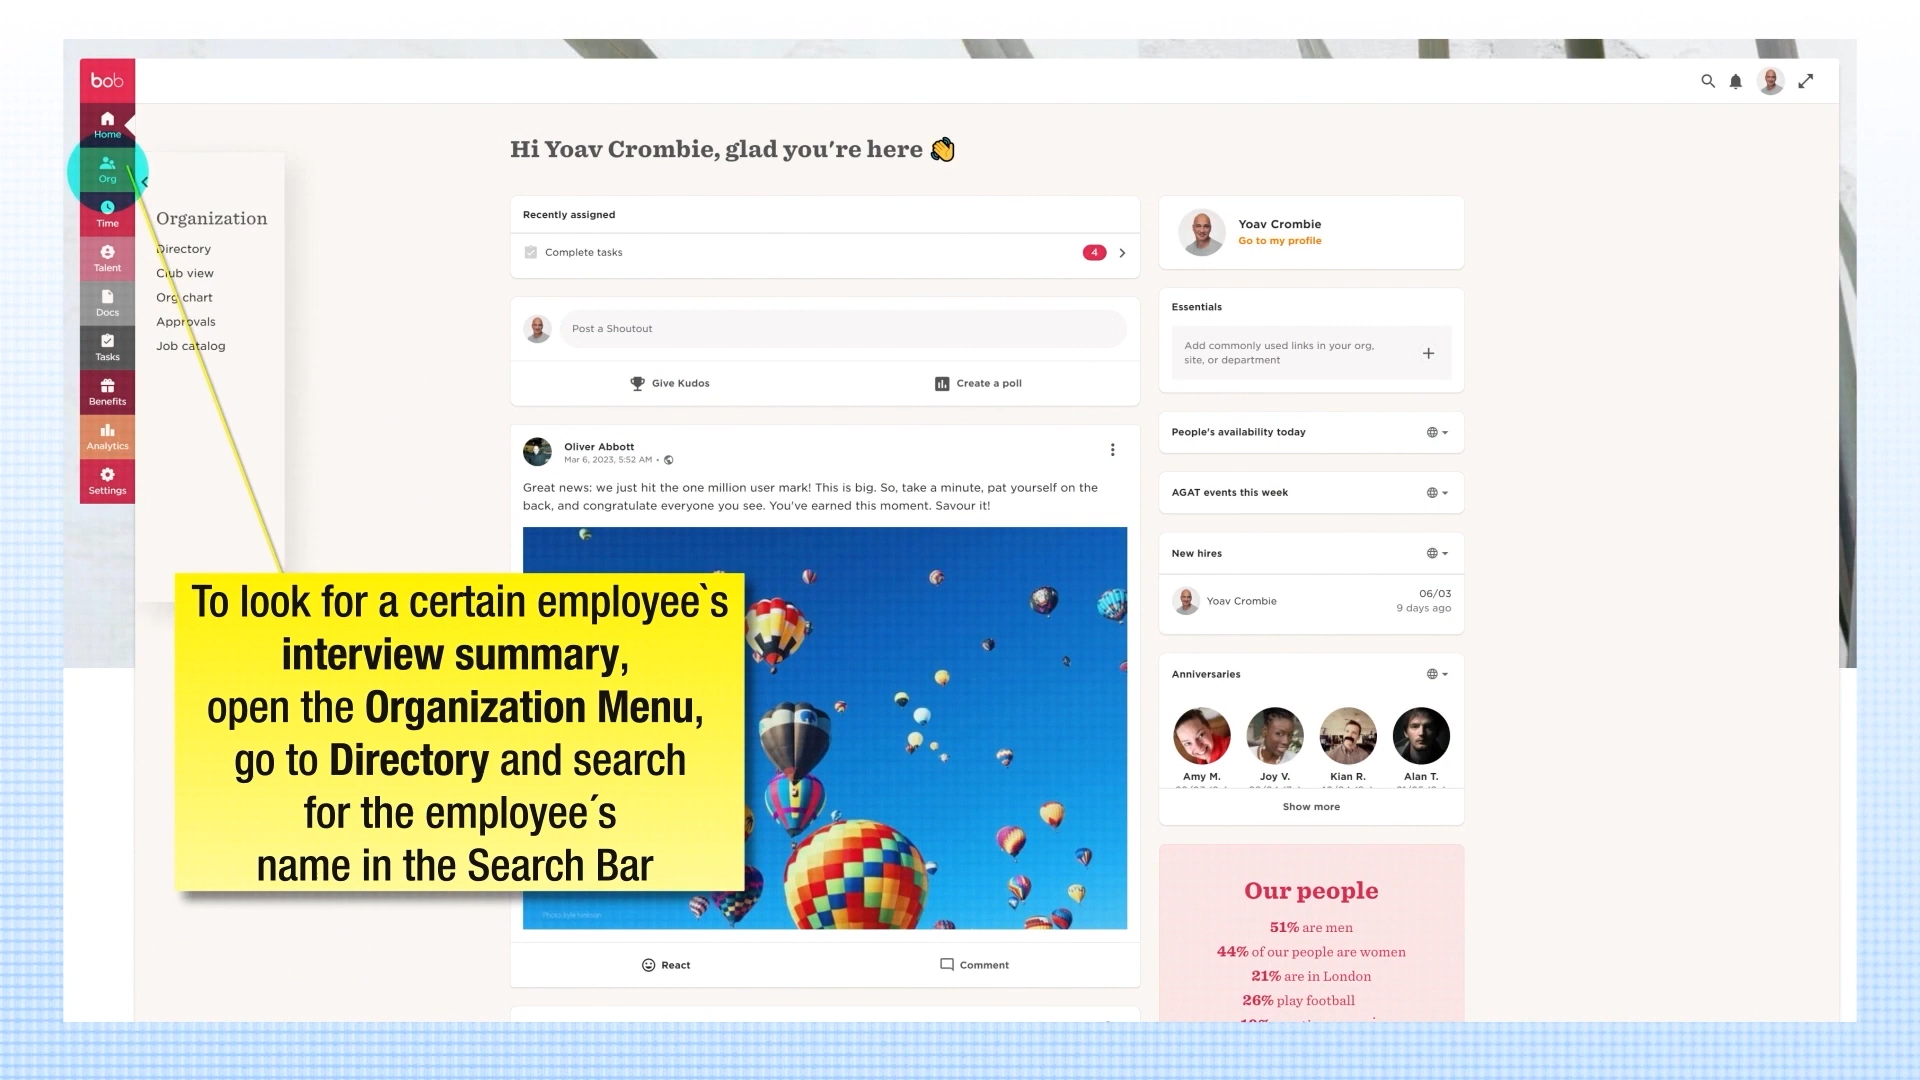 bob
Home
Org
Time
Talent
Docs
Tasks
Benefits
Analytics
Settings
Organization
Directory
Club view
Org chart
Approvals
Job catalog
Hi Yoav Crombie, glad you're here
Recently assigned
Complete tasks
4
Post a Shoutout
Give Kudos
Create a poll
Oliver Abbott
Mar 6, 2023, 5:52 AM •
Great news: we just hit the one million user mark! This is big. So, take a minute, pat yourself on the
back, and congratulate everyone you see. You've earned this moment. Savour it!
To look for a certain employee`s
interview summary,
open the Organization Menu,
go to Directory and search
for the employee´s
name in the Search Bar
React
Comment
Yoav Crombie
Go to my profile
Essentials
Add commonly used links in your org,
site, or department
People's availability today
AGAT events this week
New hires
Yoav Crombie
06/03
9 days ago
Anniversaries
Amy M.
Joy V.
Kian R.
Alan T.
Show more
Our people
51% are men
44% of our people are women
21% are in London
26% play football